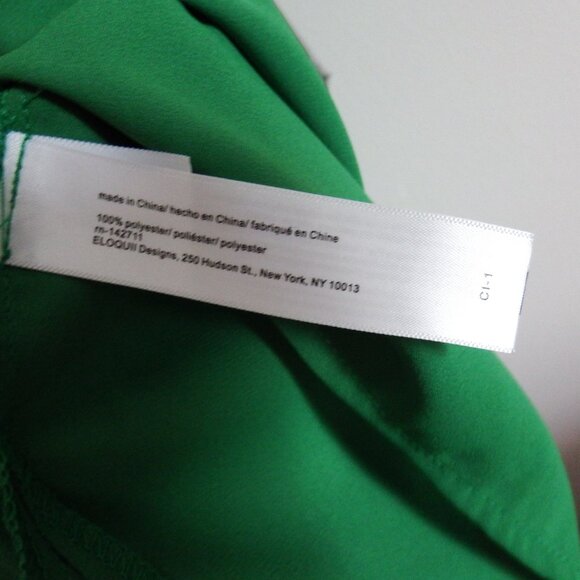 made in China/ hecho en China/ fabriqué en Chine
100% polyester/ poliéster/ polyester
rn-142711
ELOQUII Designs, 250 Hudson St., New York, NY 10013
CI-1